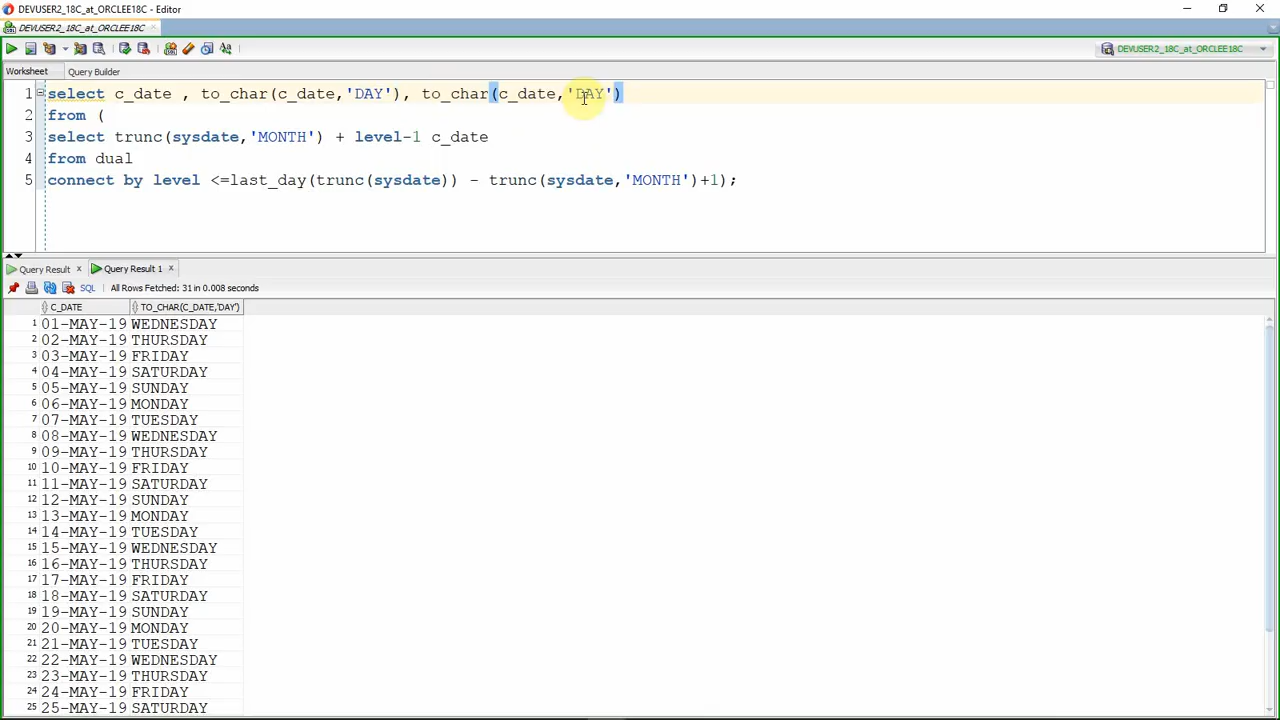 DEVUSER2_18C_at_ORCLEE18C - Editor
DEVUSER2_18C_at_ORCLEE18C ×
DEVUSER2_18C_at_ORCLEE18C
Worksheet Query Builder
1 select c_date , to_char(c_date,'DAY'), to_char(c_date,'DAY')
2 from (
3 select trunc(sysdate,'MONTH') + level-1 c_date
4 from dual
5 connect by level <=last_day(trunc(sysdate)) - trunc(sysdate,'MONTH')+1);
Query Result × Query Result 1 ×
SQL All Rows Fetched: 31 in 0.008 seconds
C_DATE TO_CHAR(C_DATE,'DAY')
1 01-MAY-19 WEDNESDAY
2 02-MAY-19 THURSDAY
3 03-MAY-19 FRIDAY
4 04-MAY-19 SATURDAY
5 05-MAY-19 SUNDAY
6 06-MAY-19 MONDAY
7 07-MAY-19 TUESDAY
8 08-MAY-19 WEDNESDAY
9 09-MAY-19 THURSDAY
10 10-MAY-19 FRIDAY
11 11-MAY-19 SATURDAY
12 12-MAY-19 SUNDAY
13 13-MAY-19 MONDAY
14 14-MAY-19 TUESDAY
15 15-MAY-19 WEDNESDAY
16 16-MAY-19 THURSDAY
17 17-MAY-19 FRIDAY
18 18-MAY-19 SATURDAY
19 19-MAY-19 SUNDAY
20 20-MAY-19 MONDAY
21 21-MAY-19 TUESDAY
22 22-MAY-19 WEDNESDAY
23 23-MAY-19 THURSDAY
24 24-MAY-19 FRIDAY
25 25-MAY-19 SATURDAY